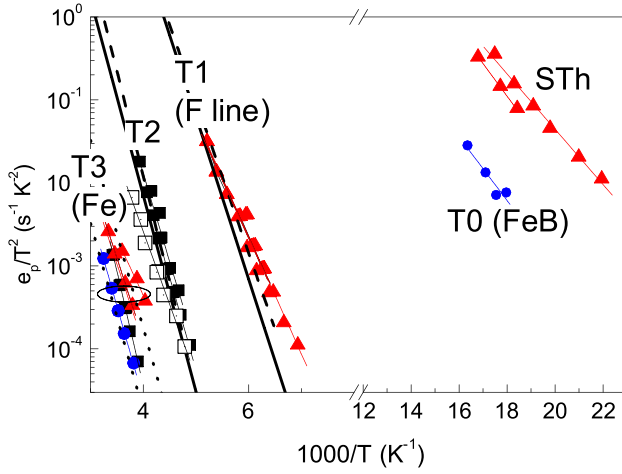 10^0
10^-1
10^-2
10^-3
10^-4
e_p/T^2 (s^-1 K^-2)
T1
(F line)
T2
T3
(Fe)
STh
T0 (FeB)
4 6 12 14 16 18 20 22
1000/T (K^-1)